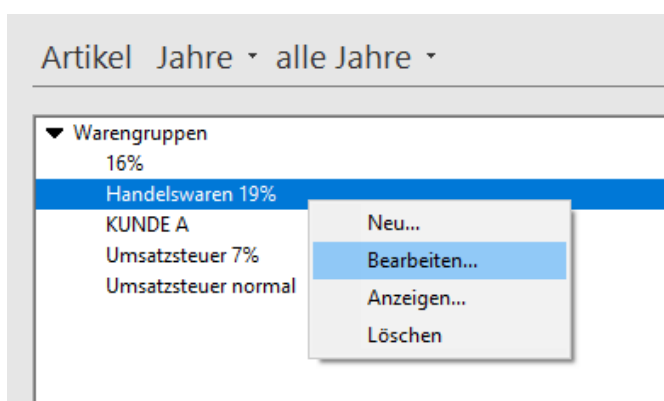 Artikel Jahre alle Jahre
Warengruppen
16%
Handelswaren 19%
KUNDE A
Umsatzsteuer 7%
Umsatzsteuer normal
Neu...
Bearbeiten...
Anzeigen...
Löschen